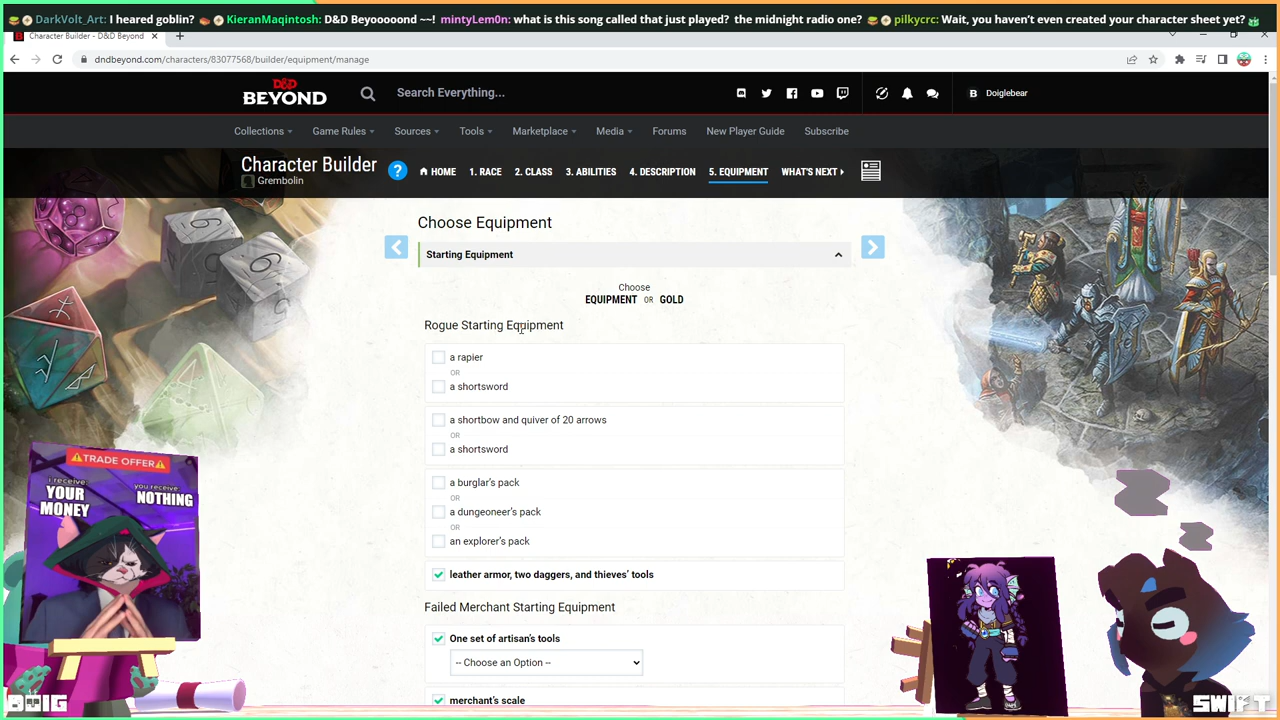 DarkVolt_Art: I heared goblin? KieranMaqintosh: D&D Beyooooond ~~! mintyLem0n: what is this song called that just played? the midnight radio one? pilkycrc: Wait, you haven't even created your character sheet yet?
Character Builder - D&D Beyond
dndbeyond.com/characters/83077568/builder/equipment/manage
D&D BEYOND
Search Everything...
B Doiglebear
Collections Game Rules Sources Tools Marketplace Media Forums New Player Guide Subscribe
Character Builder
Grembolin
? HOME 1. RACE 2. CLASS 3. ABILITIES 4. DESCRIPTION 5. EQUIPMENT WHAT'S NEXT
Choose Equipment
Starting Equipment
Choose
EQUIPMENT OR GOLD
Rogue Starting Equipment
a rapier
OR
a shortsword
a shortbow and quiver of 20 arrows
OR
a shortsword
a burglar's pack
OR
a dungeoneer's pack
OR
an explorer's pack
leather armor, two daggers, and thieves' tools
Failed Merchant Starting Equipment
One set of artisan's tools
-- Choose an Option --
merchant's scale
TRADE OFFER
i receive: you receive:
YOUR MONEY
NOTHING
DOIG
SWIFT